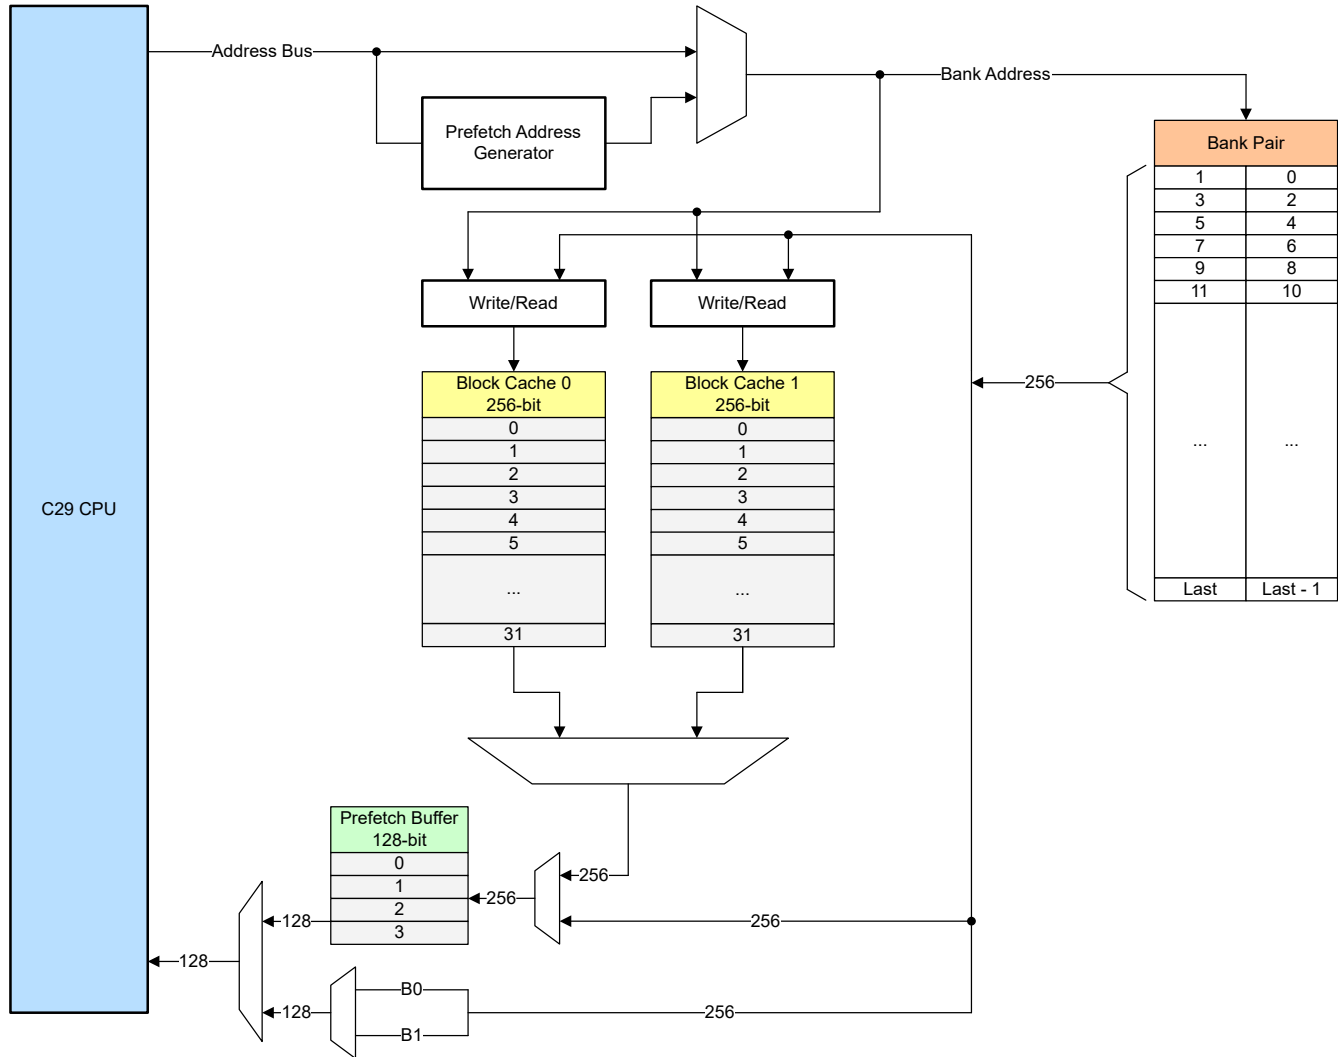 Address Bus
Bank Address
Prefetch Address
Generator
Bank Pair
1 0
3 2
5 4
7 6
9 8
11 10
... ...
Last Last - 1
Write/Read
Write/Read
256
Block Cache 0
256-bit
0
1
2
3
4
5
...
31
Block Cache 1
256-bit
0
1
2
3
4
5
...
31
C29 CPU
Prefetch Buffer
128-bit
0
1
2
3
256
256
256
128
128
128
B0
B1
256